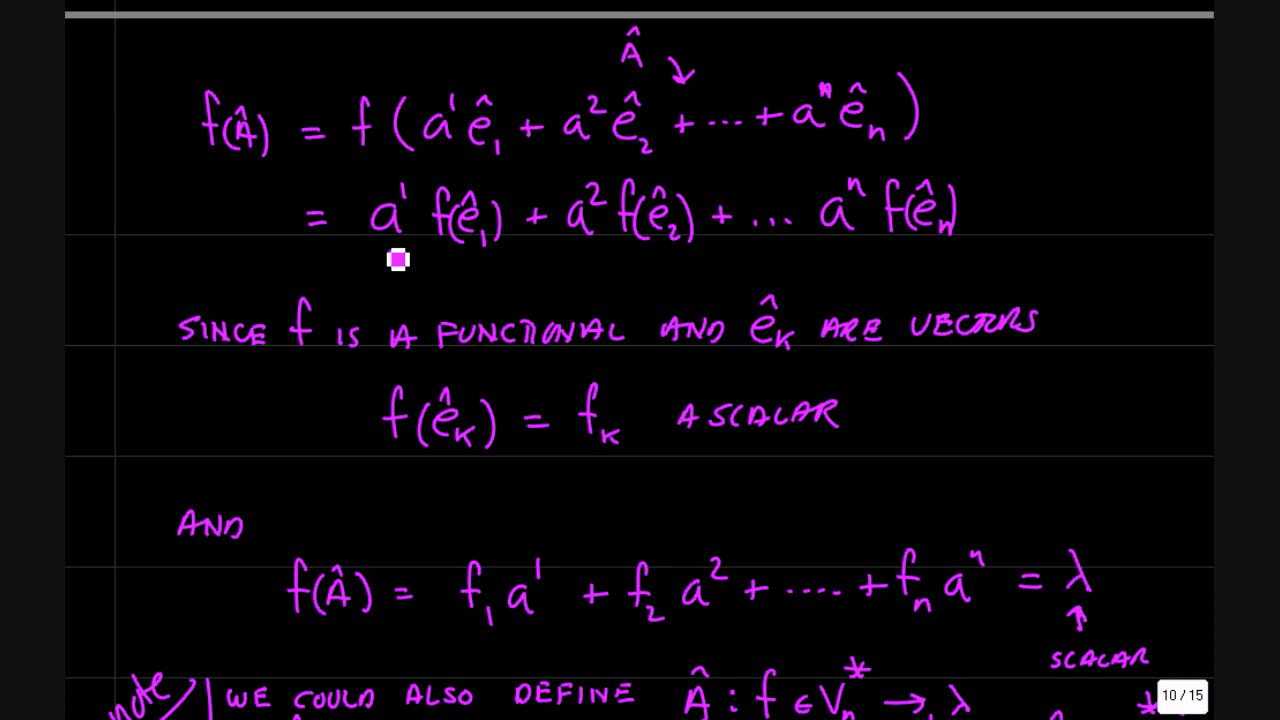 Â ↘
f(Â) = f(a¹ê₁ + a²ê₂ + ... + aⁿêₙ)
= a¹ f(ê₁) + a² f(ê₂) + ... aⁿ f(êₙ)
SINCE f IS A FUNCTIONAL AND êₖ ARE VECTORS
f(êₖ) = fₖ A SCALAR
AND
f(Â) = f₁a¹ + f₂a² + .... + fₙaⁿ = λ
↑
SCALAR
note WE COULD ALSO DEFINE Â : f ∈ Vₙ* → λ
10 / 15